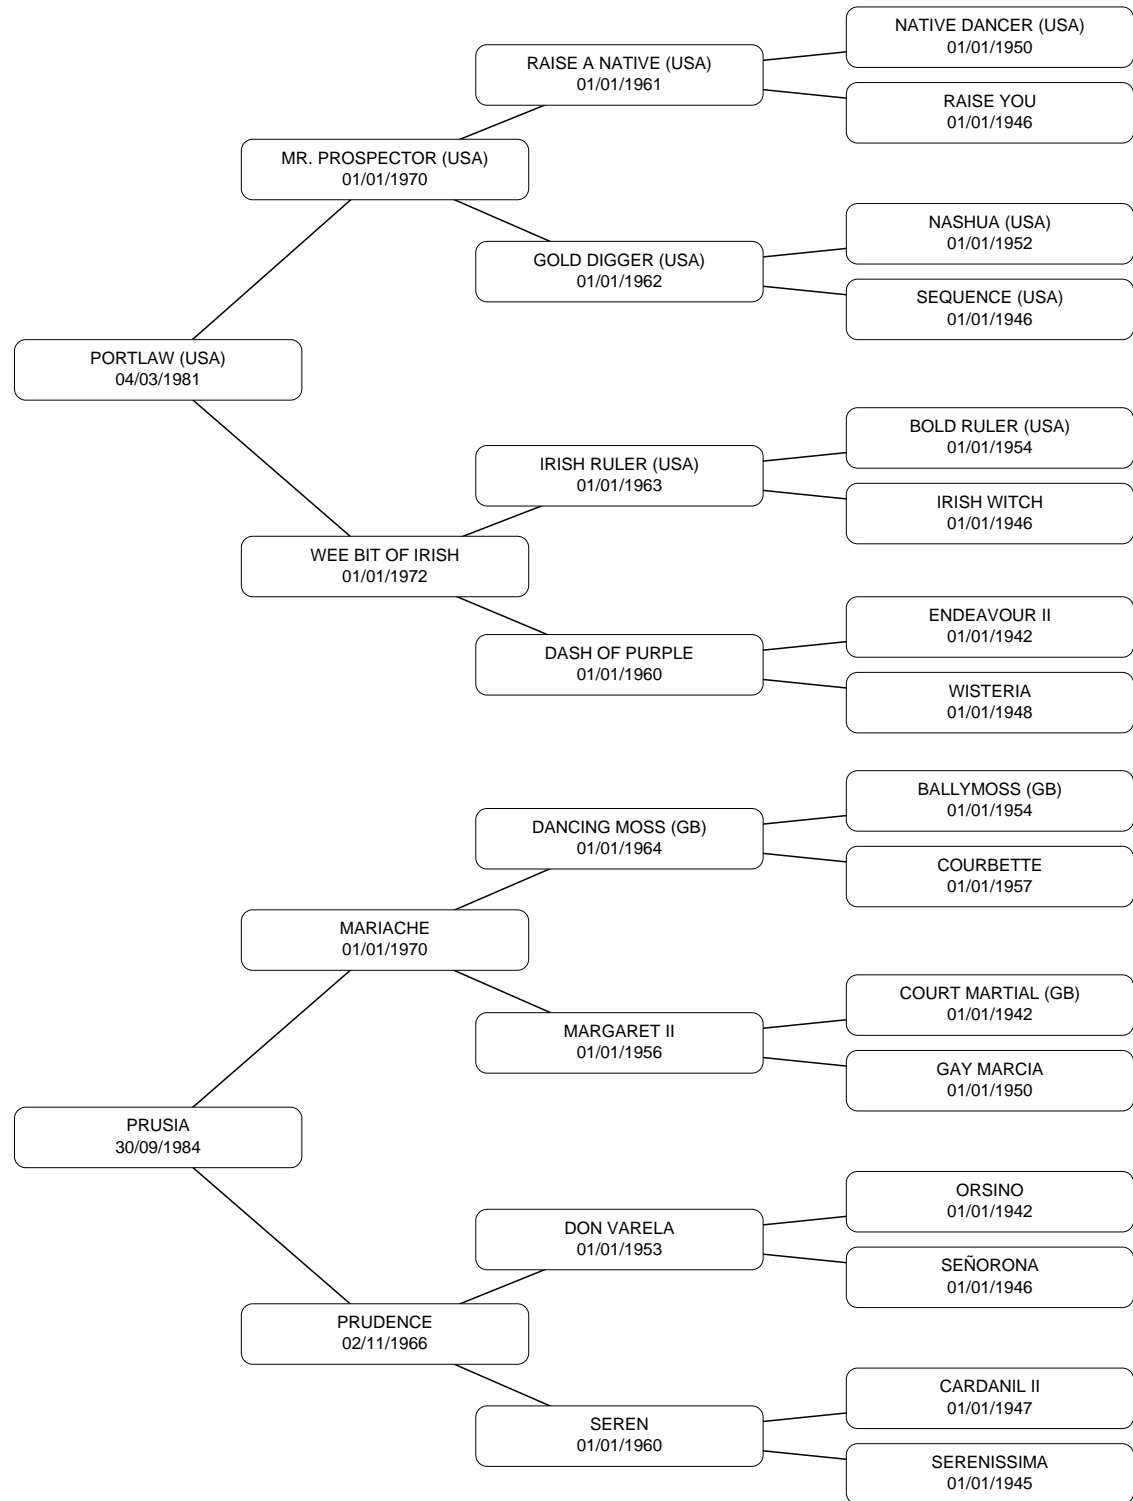 NATIVE DANCER (USA)
01/01/1950
RAISE A NATIVE (USA)
01/01/1961
RAISE YOU
01/01/1946
MR. PROSPECTOR (USA)
01/01/1970
NASHUA (USA)
01/01/1952
GOLD DIGGER (USA)
01/01/1962
SEQUENCE (USA)
01/01/1946
PORTLAW (USA)
04/03/1981
BOLD RULER (USA)
01/01/1954
IRISH RULER (USA)
01/01/1963
IRISH WITCH
01/01/1946
WEE BIT OF IRISH
01/01/1972
ENDEAVOUR II
01/01/1942
DASH OF PURPLE
01/01/1960
WISTERIA
01/01/1948
BALLYMOSS (GB)
01/01/1954
DANCING MOSS (GB)
01/01/1964
COURBETTE
01/01/1957
MARIACHE
01/01/1970
COURT MARTIAL (GB)
01/01/1942
MARGARET II
01/01/1956
GAY MARCIA
01/01/1950
PRUSIA
30/09/1984
ORSINO
01/01/1942
DON VARELA
01/01/1953
SEÑORONA
01/01/1946
PRUDENCE
02/11/1966
CARDANIL II
01/01/1947
SEREN
01/01/1960
SERENISSIMA
01/01/1945